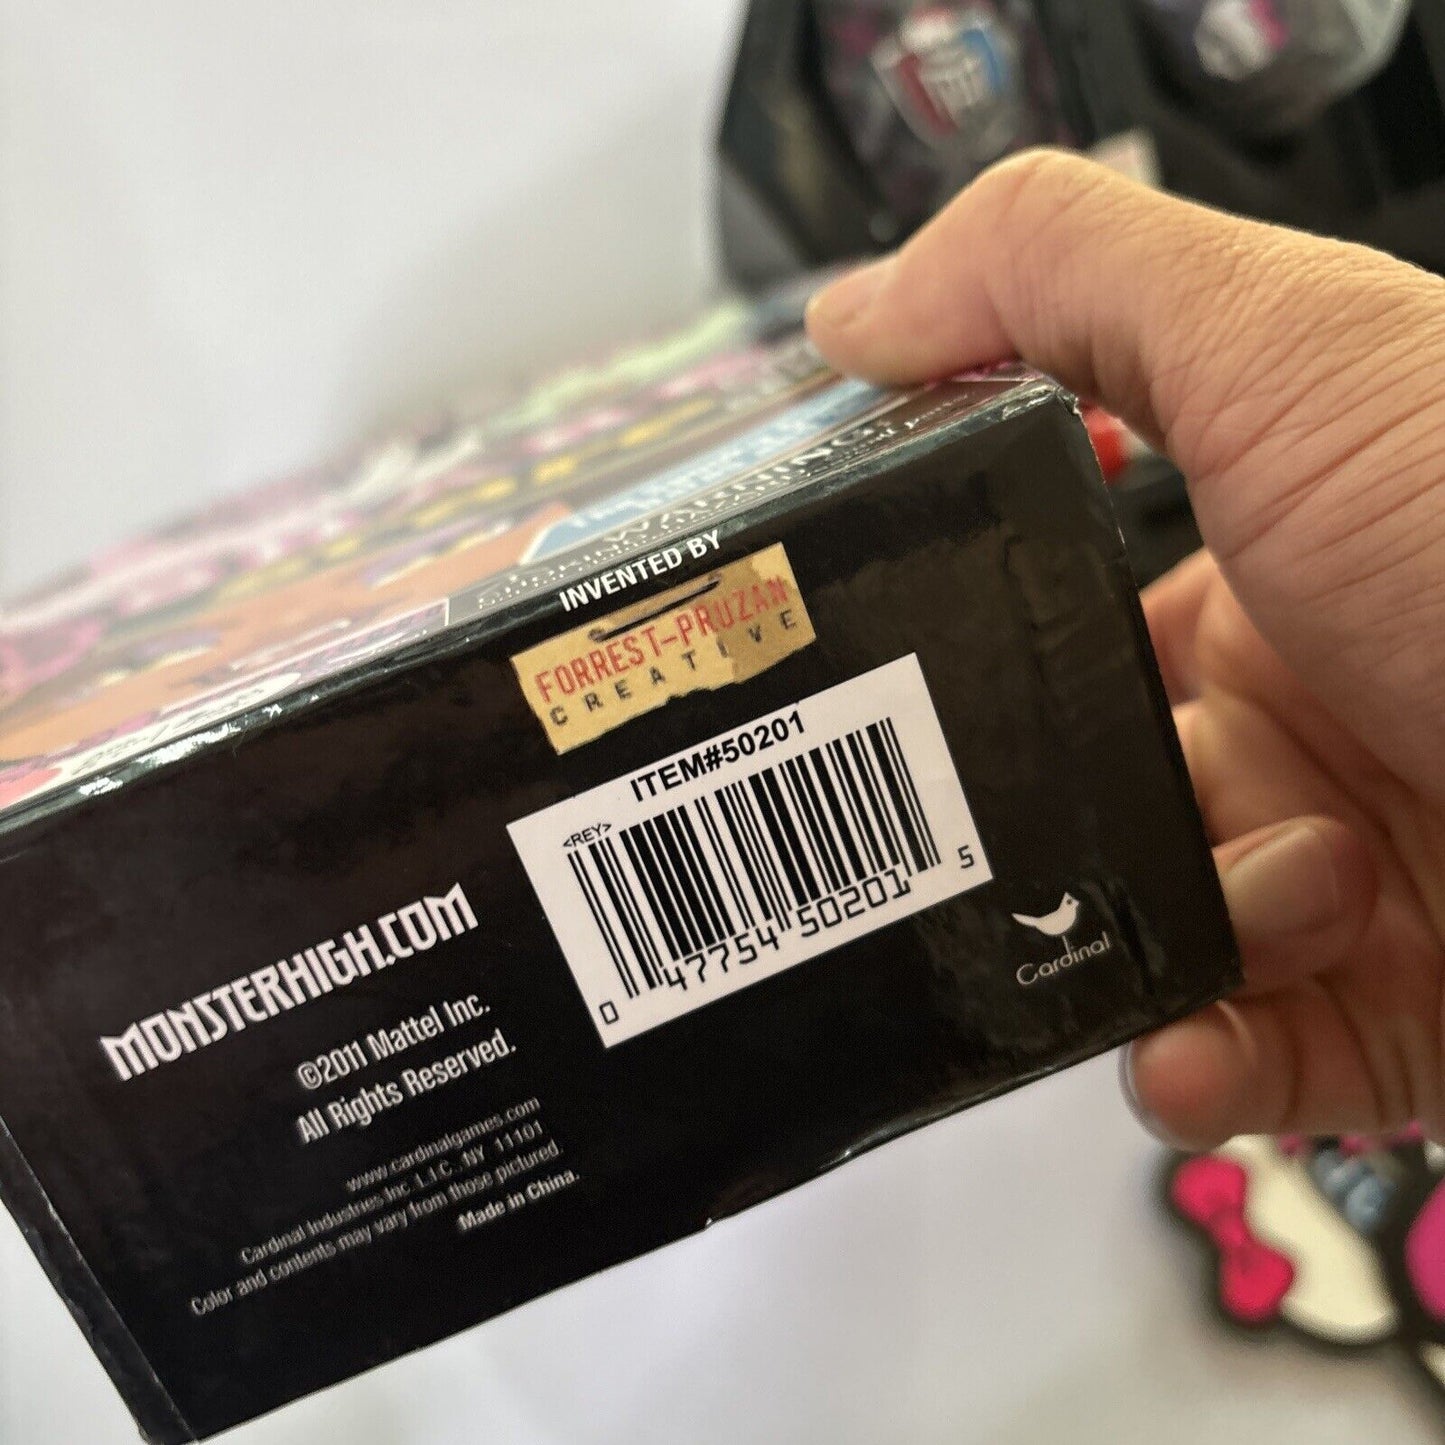 WARNING:
INVENTED BY
FORREST-PRUZAN
CREATIVE
ITEM#50201
<REY>
0 47754 50201 5
Cardinal
MONSTERHIGH.COM
©2011 Mattel Inc.
All Rights Reserved.
www.cardinalgames.com
Cardinal Industries Inc. L.I.C., NY 11101
Color and contents may vary from those pictured.
Made in China.